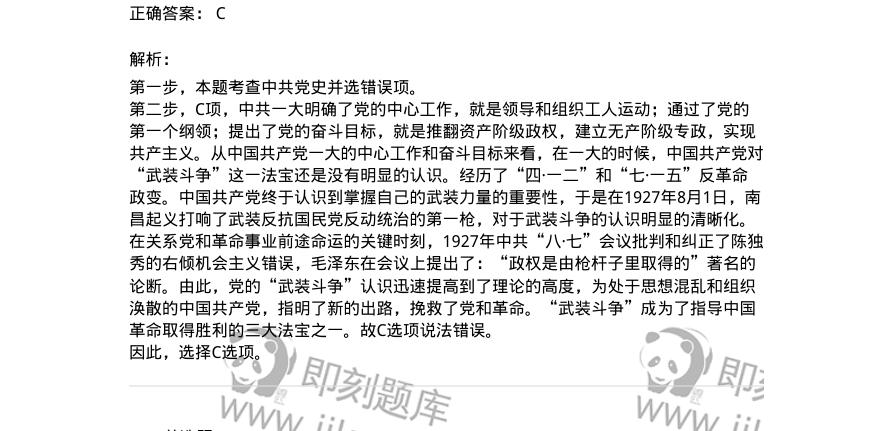 正确答案： C
解析：
第一步，本题考查中共党史并选错误项。
第二步，C项，中共一大明确了党的中心工作，就是领导和组织工人运动；通过了党的
第一个纲领；提出了党的奋斗目标，就是推翻资产阶级政权，建立无产阶级专政，实现
共产主义。从中国共产党一大的中心工作和奋斗目标来看，在一大的时候，中国共产党对
“武装斗争”这一法宝还是没有明显的认识。经历了“四·一二”和“七·一五”反革命
政变。中国共产党终于认识到掌握自己的武装力量的重要性，于是在1927年8月1日，南
昌起义打响了武装反抗国民党反动统治的第一枪，对于武装斗争的认识明显的清晰化。
在关系党和革命事业前途命运的关键时刻，1927年中共“八·七”会议批判和纠正了陈独
秀的右倾机会主义错误，毛泽东在会议上提出了：“政权是由枪杆子里取得的”著名的
论断。由此，党的“武装斗争”认识迅速提高到了理论的高度，为处于思想混乱和组织
涣散的中国共产党，指明了新的出路，挽救了党和革命。“武装斗争”成为了指导中国
革命取得胜利的三大法宝之一。故C选项说法错误。
因此，选择C选项。
即刻题库
即刻